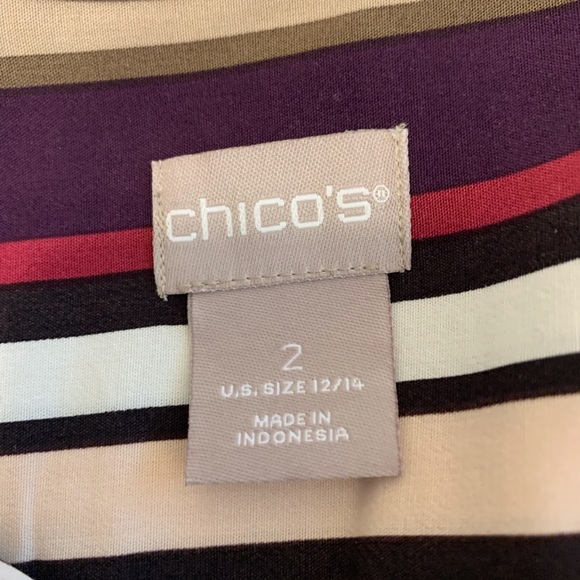 chico's®
2
U.S. SIZE 12/14
MADE IN
INDONESIA